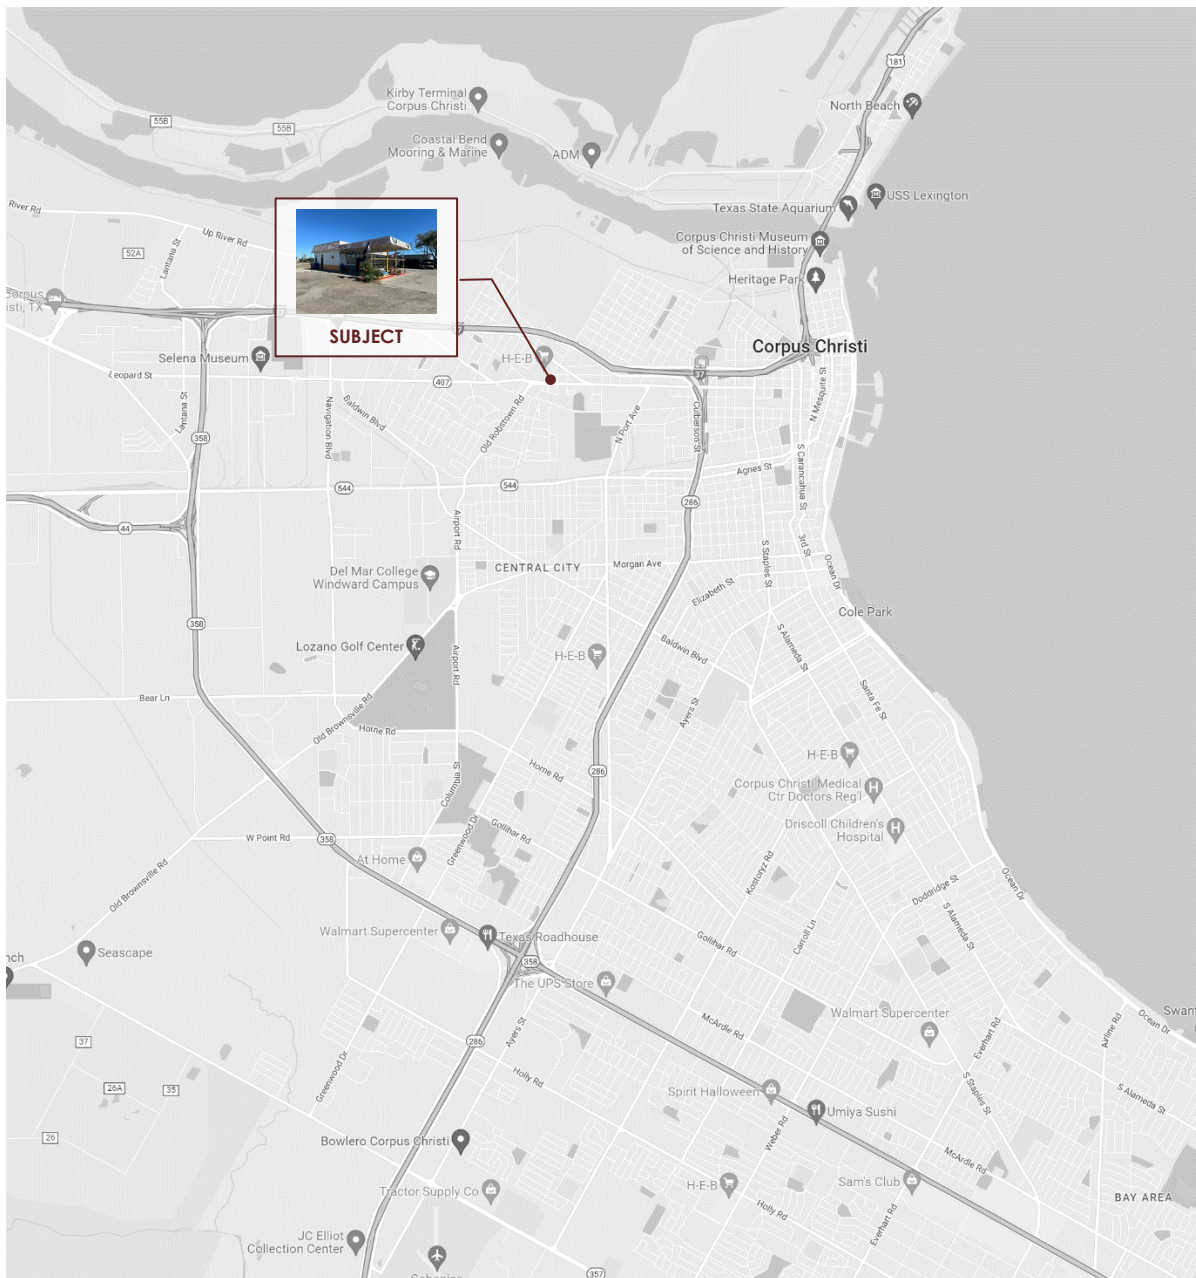 181
North Beach
Kirby Terminal
Corpus Christi
55B
55B
Coastal Bend
Mooring & Marine
ADM
USS Lexington
Texas State Aquarium
River Rd
Up River Rd
Lantana St
52A
Corpus Christi Museum
of Science and History
Heritage Park
Corpus
isti, TX
SUBJECT
37
Corpus Christi
H-E-B
Selena Museum
Leopard St
407
Lantana St
Navigation Blvd
Baldwin Blvd
Old Robstown Rd
N Port Ave
Culberson St
N Mesquite St
358
S Carancahua St
Agnes St
544
544
286
44
Airport Rd
3rd St
S Staples St
Ocean Dr
Del Mar College
Windward Campus
CENTRAL CITY
Morgan Ave
Elizabeth St
Cole Park
358
Lozano Golf Center
Airport Rd
H-E-B
Baldwin Blvd
S Alameda St
Santa Fe St
Bear Ln
Old Brownsville Rd
Horne Rd
Ayers St
H-E-B
Horne Rd
286
Columbia St
Corpus Christi Medical
Ctr Doctors Reg'l
Driscoll Children's
Hospital
Gollihar Rd
Greenwood Dr
W Point Rd
358
At Home
Kostoryz Rd
Old Brownsville Rd
Doddridge St
Ocean Dr
Walmart Supercenter
Texas Roadhouse
Carroll Ln
S Alameda St
Gollihar Rd
Seascape
nch
358
The UPS Store
Walmart Supercenter
Swant
Ocean Dr
McArdle Rd
Airline Rd
Everhart Rd
37
286
Ayers St
Greenwood Dr
26A
35
Holly Rd
Spirit Halloween
S Staples St
S Alameda St
Umiya Sushi
26
Bowlero Corpus Christi
Weber Rd
McArdle Rd
Tractor Supply Co
H-E-B
Sam's Club
BAY AREA
Holly Rd
Everhart Rd
JC Elliot
Collection Center
357